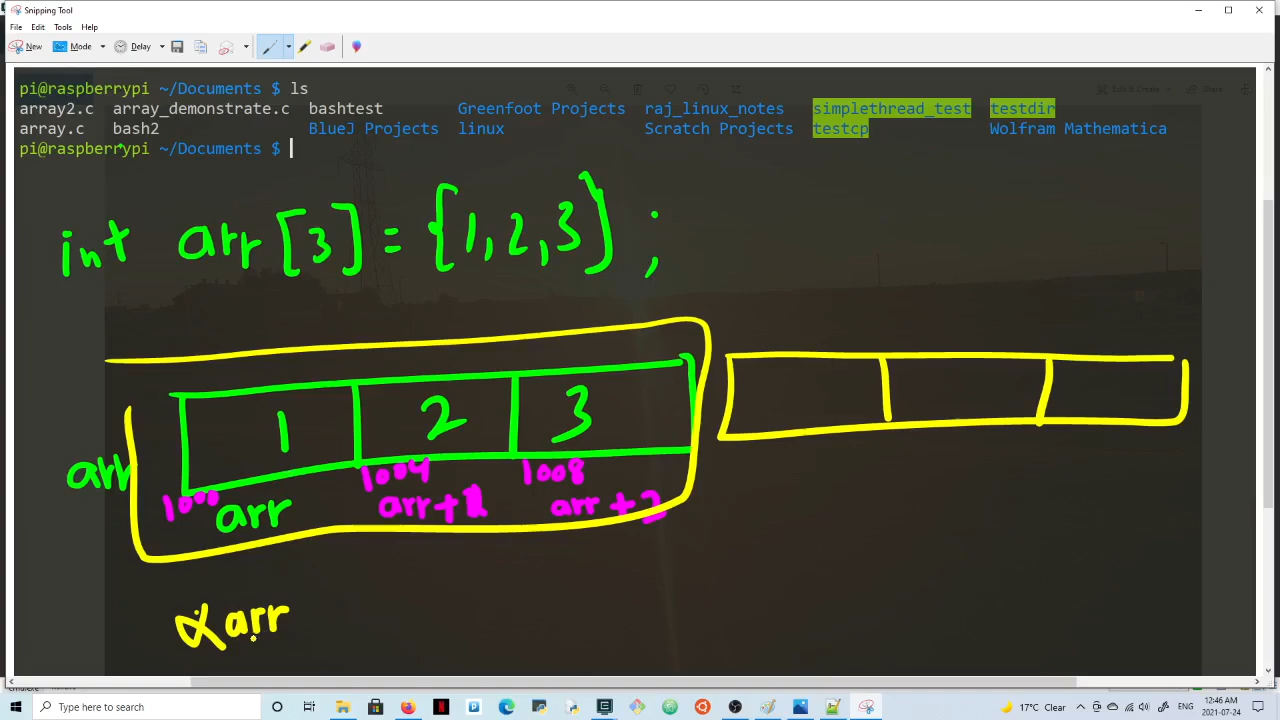 Snipping Tool
File Edit Tools Help
New Mode Delay
pi@raspberrypi ~/Documents $ ls
array2.c array_demonstrate.c bashtest Greenfoot Projects raj_linux_notes simplethread_test testdir
array.c bash2 BlueJ Projects linux Scratch Projects testcp Wolfram Mathematica
pi@raspberrypi ~/Documents $
int arr[3] = {1,2,3};
1 2 3
arr
1000 1004 1008
arr arr+1 arr+2
&arr
Type here to search
17°C Clear
ENG
12:46 AM
2021-07-24